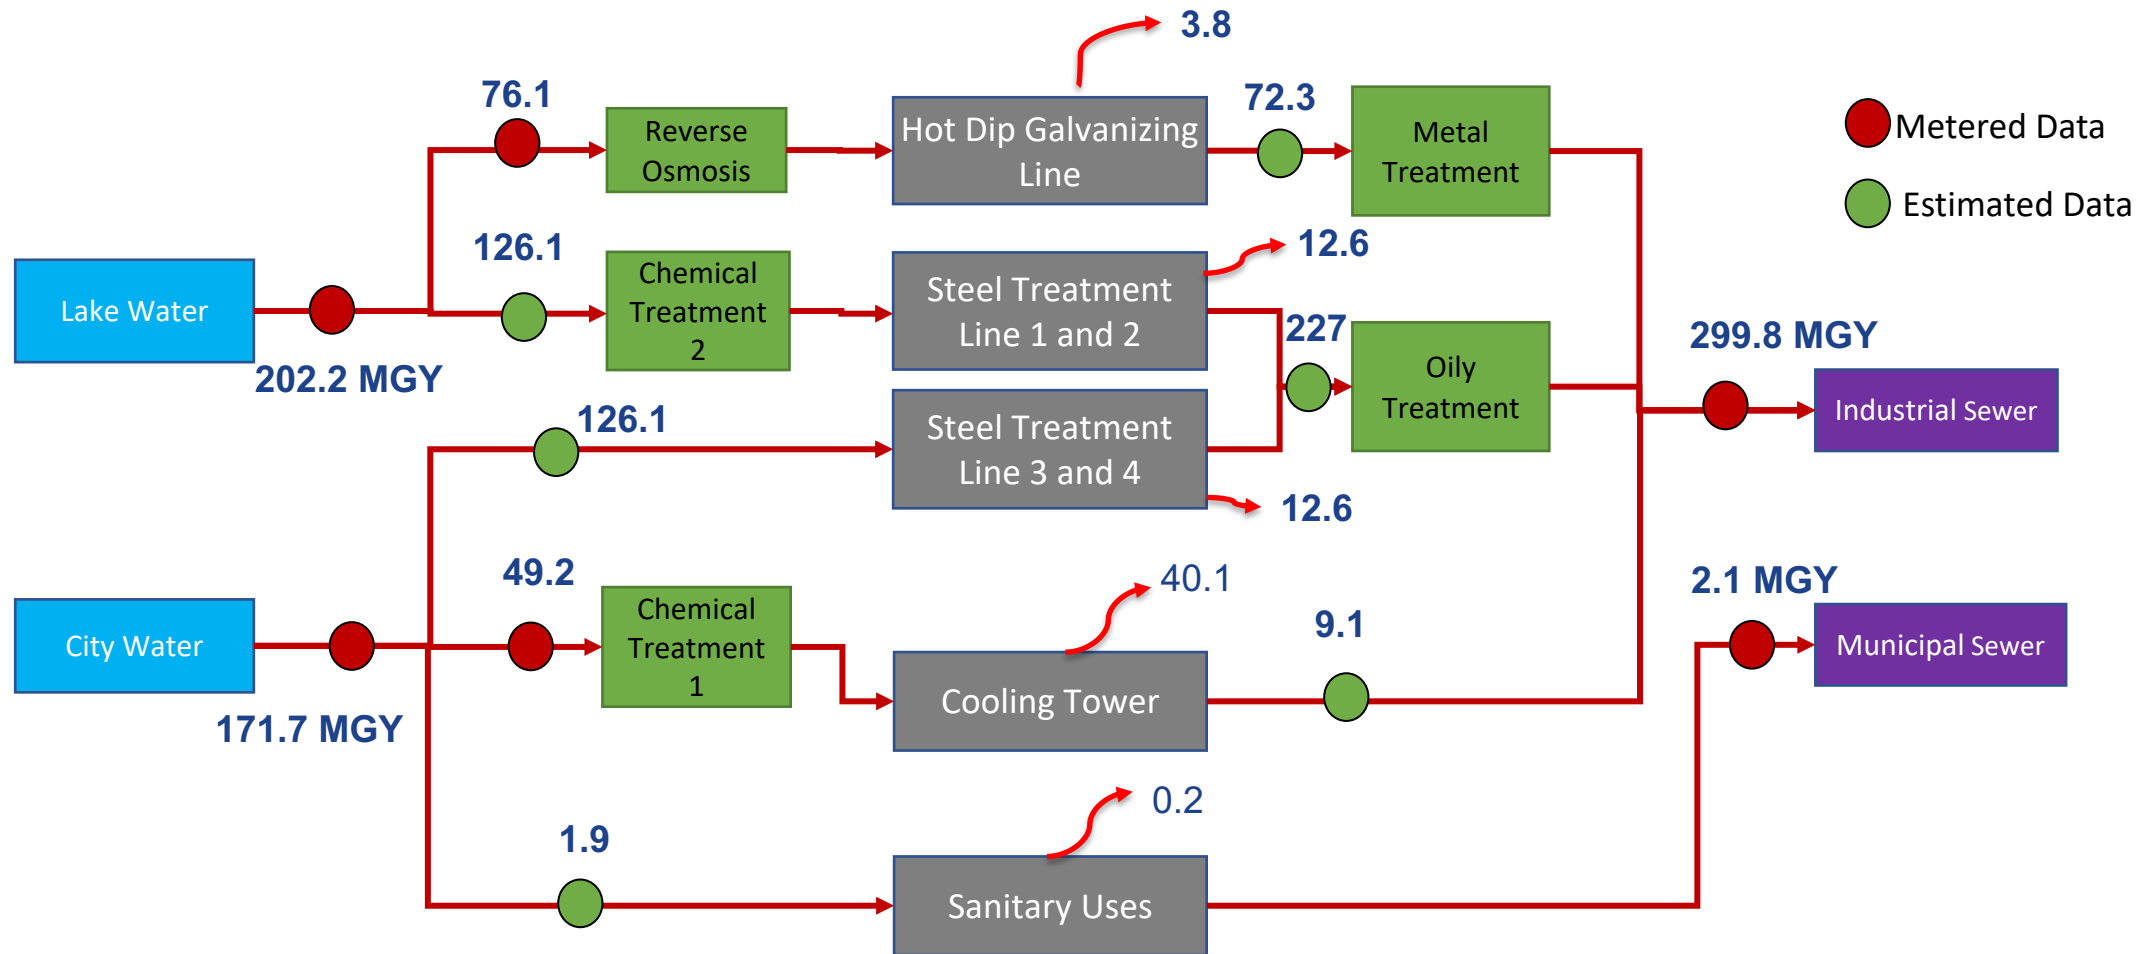 3.8
76.1
72.3
Reverse
Osmosis
Hot Dip Galvanizing
Line
Metal
Treatment
Metered Data
Estimated Data
126.1
12.6
Lake Water
Chemical
Treatment
2
Steel Treatment
Line 1 and 2
227
299.8 MGY
202.2 MGY
Oily
Treatment
126.1
Steel Treatment
Line 3 and 4
Industrial Sewer
12.6
49.2
40.1
2.1 MGY
City Water
Chemical
Treatment
1
9.1
Municipal Sewer
171.7 MGY
Cooling Tower
0.2
1.9
Sanitary Uses